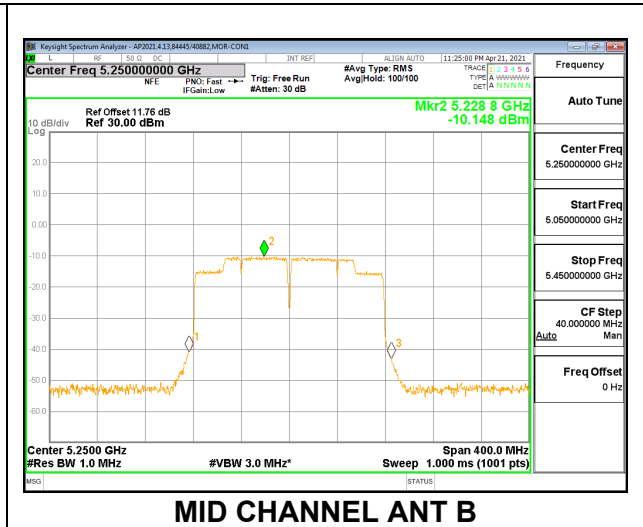 Keysight Spectrum Analyzer - AP2021.4.13,84445/40882,MOR-CON1
L RF 50 Ω DC INT REF ALIGN AUTO 11:25:00 PM Apr 21, 2021
Center Freq 5.250000000 GHz #Avg Type: RMS TRACE 1 2 3 4 5 6
NFE PNO: Fast Trig: Free Run Avg|Hold: 100/100 TYPE A WWWWW
IFGain:Low #Atten: 30 dB DET A N N N N N
Frequency
Auto Tune
Center Freq
5.250000000 GHz
Start Freq
5.050000000 GHz
Stop Freq
5.450000000 GHz
CF Step
40.000000 MHz
Auto Man
Freq Offset
0 Hz
Mkr2 5.228 8 GHz
-10.148 dBm
Ref Offset 11.76 dB
10 dB/div Ref 30.00 dBm
Log
20.0
10.0
0.00
-10.0
-20.0
-30.0
-40.0
-50.0
-60.0
2
1
3
Center 5.2500 GHz Span 400.0 MHz
#Res BW 1.0 MHz #VBW 3.0 MHz* Sweep 1.000 ms (1001 pts)
MSG STATUS
MID CHANNEL ANT B